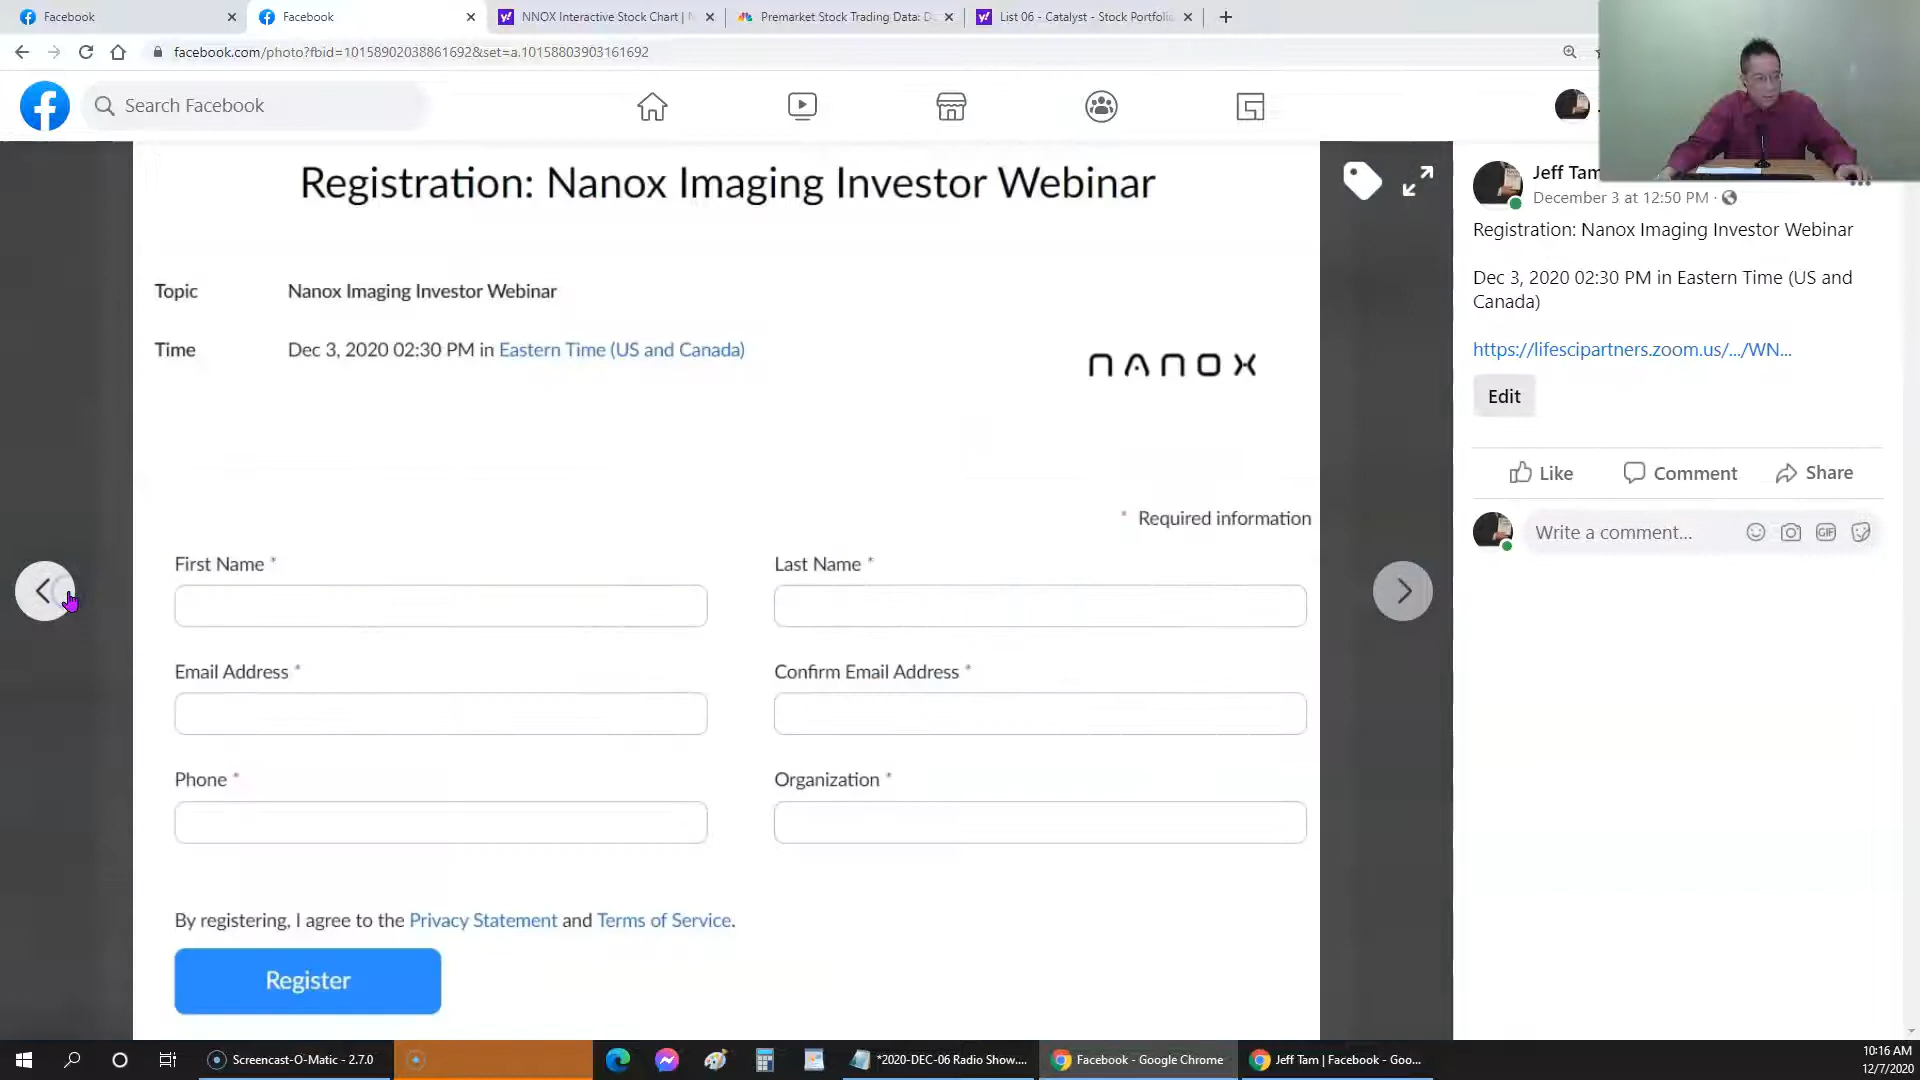 Facebook
Facebook
NNOX Interactive Stock Chart |
Premarket Stock Trading Data:
List 06 - Catalyst - Stock Portfolio
facebook.com/photo?fbid=10158902038861692&set=a.10158803903161692
Search Facebook
Registration: Nanox Imaging Investor Webinar
Topic
Nanox Imaging Investor Webinar
Time
Dec 3, 2020 02:30 PM in Eastern Time (US and Canada)
NANOX
* Required information
First Name *
Last Name *
Email Address *
Confirm Email Address *
Phone *
Organization *
By registering, I agree to the Privacy Statement and Terms of Service.
Register
Jeff Tam
December 3 at 12:50 PM ·
Registration: Nanox Imaging Investor Webinar
Dec 3, 2020 02:30 PM in Eastern Time (US and
Canada)
https://lifescipartners.zoom.us/.../WN...
Edit
Like
Comment
Share
Write a comment...
GIF
Screencast-O-Matic - 2.7.0
*2020-DEC-06 Radio Show....
Facebook - Google Chrome
Jeff Tam | Facebook - Goo...
10:16 AM
12/7/2020